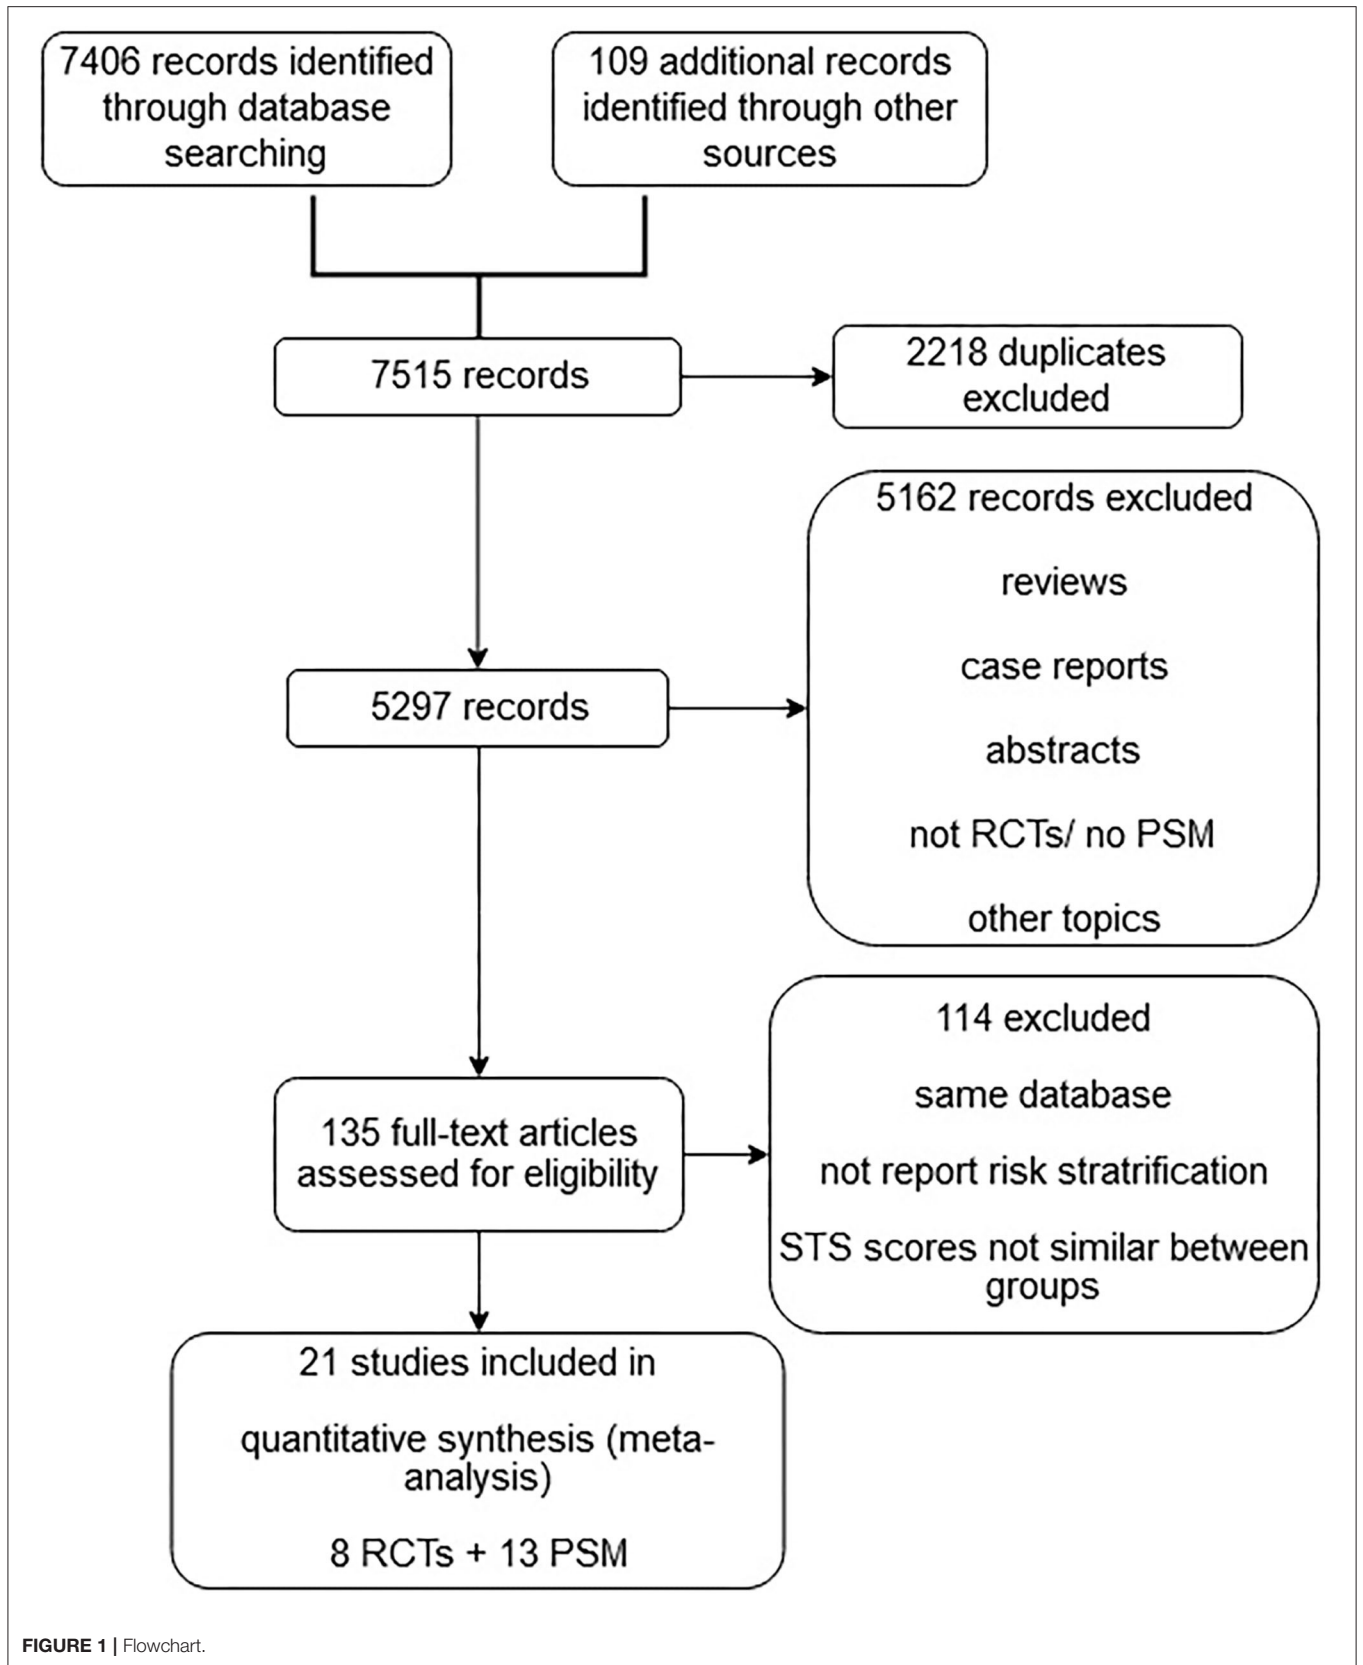 7406 records identified
through database
searching
109 additional records
identified through other
sources
7515 records
2218 duplicates
excluded
5297 records
5162 records excluded
reviews
case reports
abstracts
not RCTs/ no PSM
other topics
135 full-text articles
assessed for eligibility
114 excluded
same database
not report risk stratrification
STS scores not similar between
groups
21 studies included in
quantitative synthesis (meta-
analysis)
8 RCTs + 13 PSM
FIGURE 1 | Flowchart.